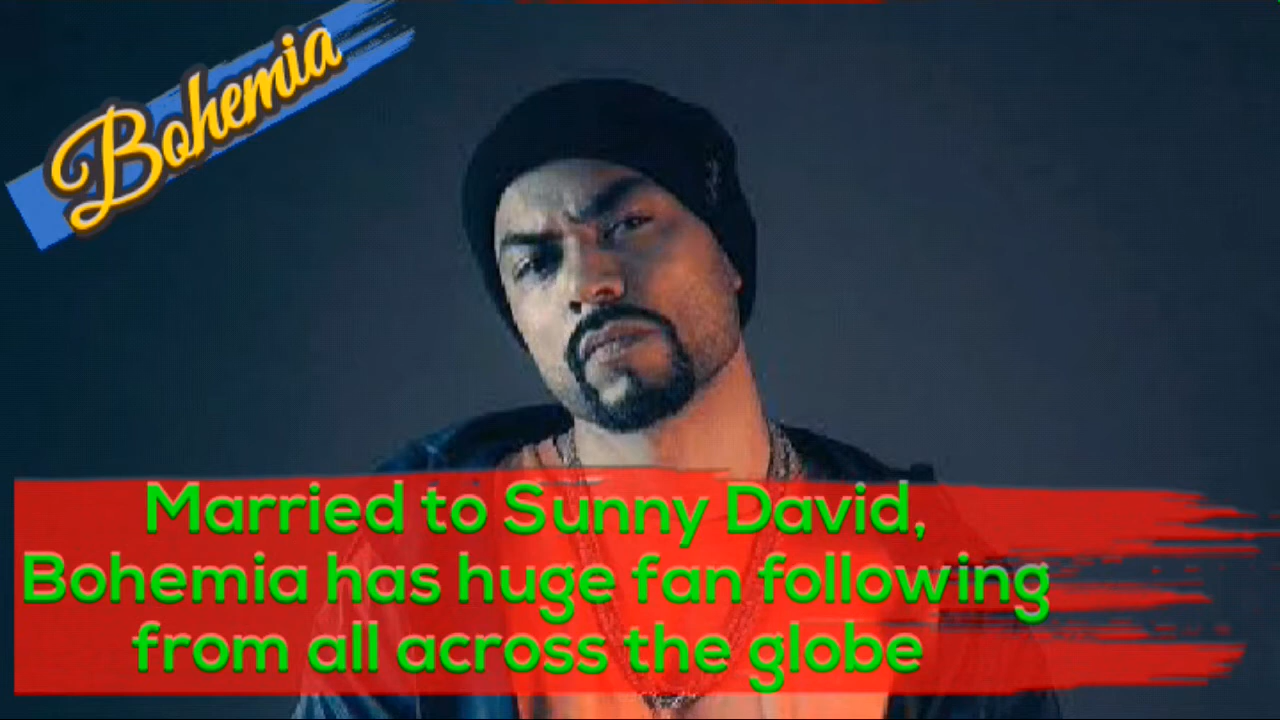 Bohemia
Married to Sunny David,
Bohemia has huge fan following
from all across the globe